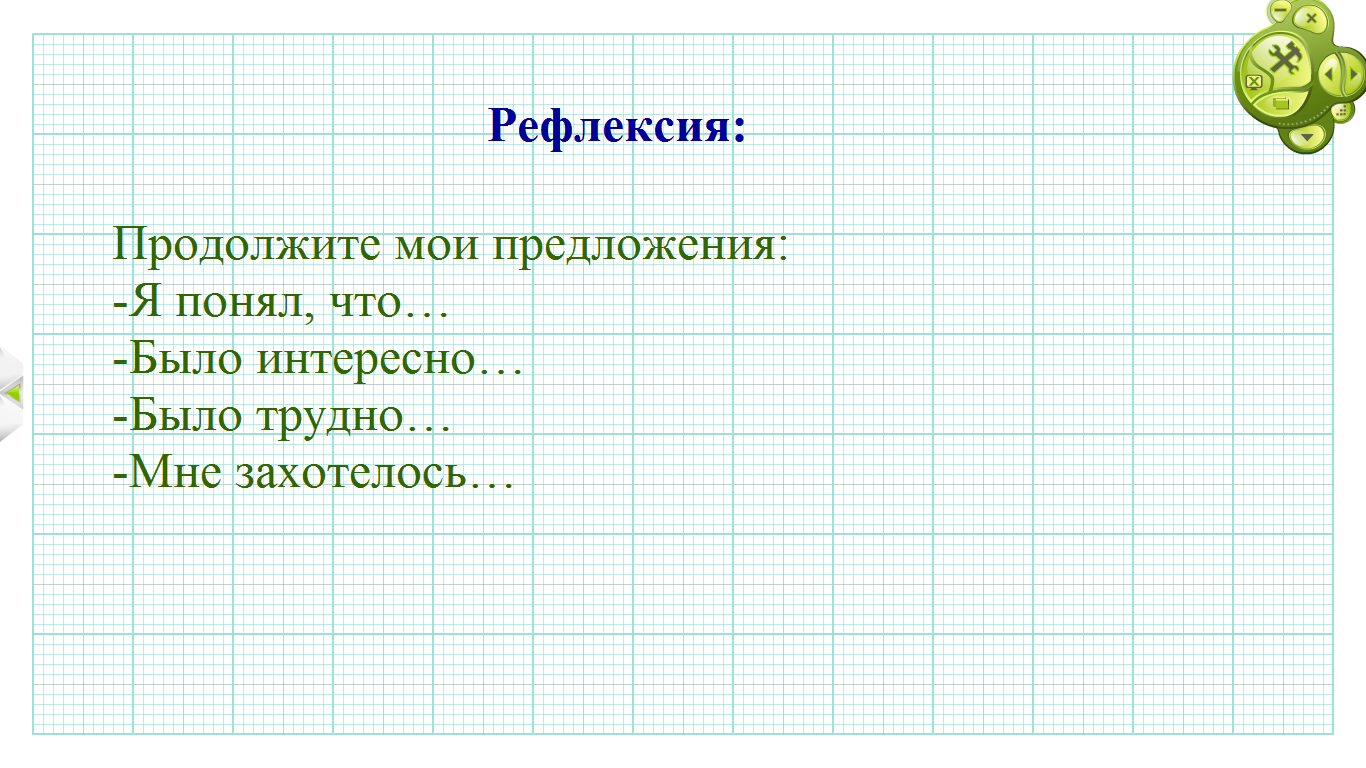 Рефлексия:
Продолжите мои предложения:
-Я понял, что…
-Было интересно…
-Было трудно…
-Мне захотелось…